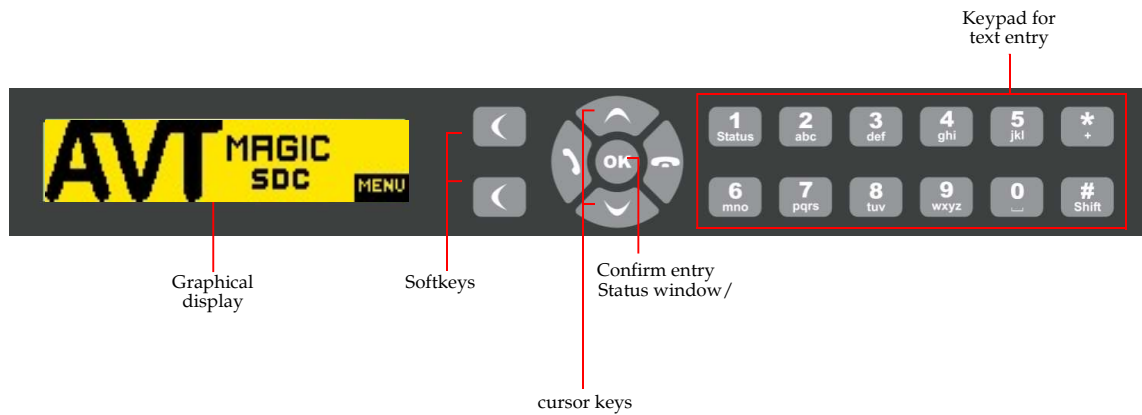 Keypad for
text entry
AVT MAGIC
SDC
MENU
OK
1 2 3 4 5 *
Status abc def ghi jkl +
6 7 8 9 0 #
mno pqrs tuv wxyz ⎵ Shift
Graphical
display
Softkeys
Confirm entry
Status window/
cursor keys